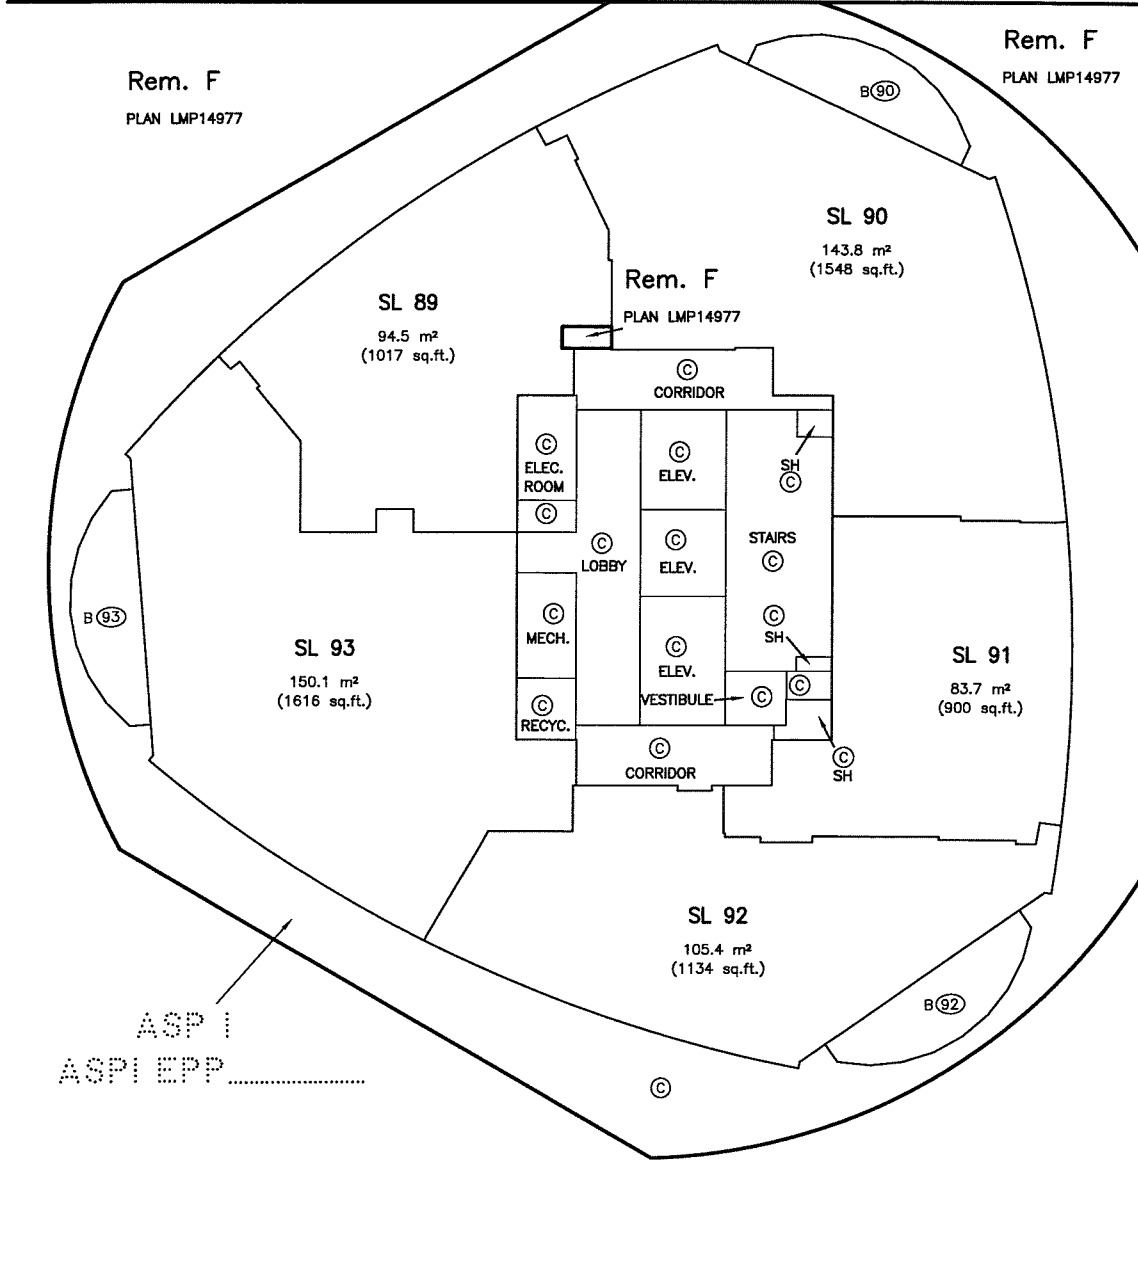 Rem. F
PLAN LMP14977
Rem. F
PLAN LMP14977
B 90
SL 90
143.8 m²
(1548 sq.ft.)
Rem. F
PLAN LMP14977
SL 89
94.5 m²
(1017 sq.ft.)
C
CORRIDOR
C
ELEC.
ROOM
C
C
ELEV.
SH
C
C
LOBBY
C
ELEV.
STAIRS
C
B 93
C
MECH.
C
SH
C
ELEV.
SL 93
150.1 m²
(1616 sq.ft.)
SL 91
83.7 m²
(900 sq.ft.)
VESTIBULE
C
C
C
RECYC.
C
CORRIDOR
C
SH
SL 92
105.4 m²
(1134 sq.ft.)
B 92
ASP 1
ASP1 EPP
C